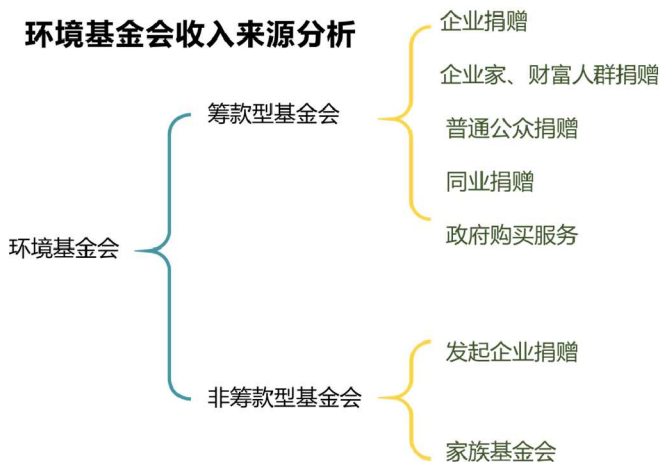 环境基金会收入来源分析
环境基金会
筹款型基金会
企业捐赠
企业家、财富人群捐赠
普通公众捐赠
同业捐赠
政府购买服务
非筹款型基金会
发起企业捐赠
家族基金会